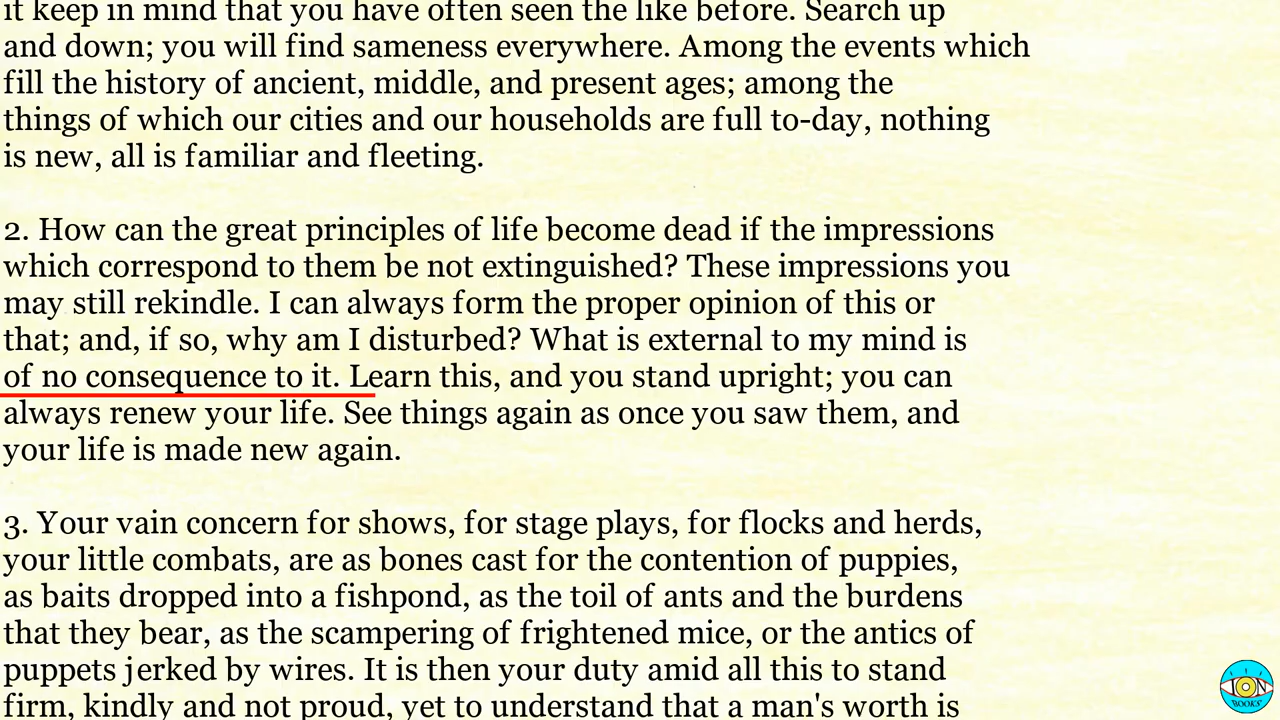 it keep in mind that you have often seen the like before. Search up
and down; you will find sameness everywhere. Among the events which
fill the history of ancient, middle, and present ages; among the
things of which our cities and our households are full to-day, nothing
is new, all is familiar and fleeting.
2. How can the great principles of life become dead if the impressions
which correspond to them be not extinguished? These impressions you
may still rekindle. I can always form the proper opinion of this or
that; and, if so, why am I disturbed? What is external to my mind is
of no consequence to it. Learn this, and you stand upright; you can
always renew your life. See things again as once you saw them, and
your life is made new again.
3. Your vain concern for shows, for stage plays, for flocks and herds,
your little combats, are as bones cast for the contention of puppies,
as baits dropped into a fishpond, as the toil of ants and the burdens
that they bear, as the scampering of frightened mice, or the antics of
puppets jerked by wires. It is then your duty amid all this to stand
firm, kindly and not proud, yet to understand that a man's worth is
ION
BOOKS